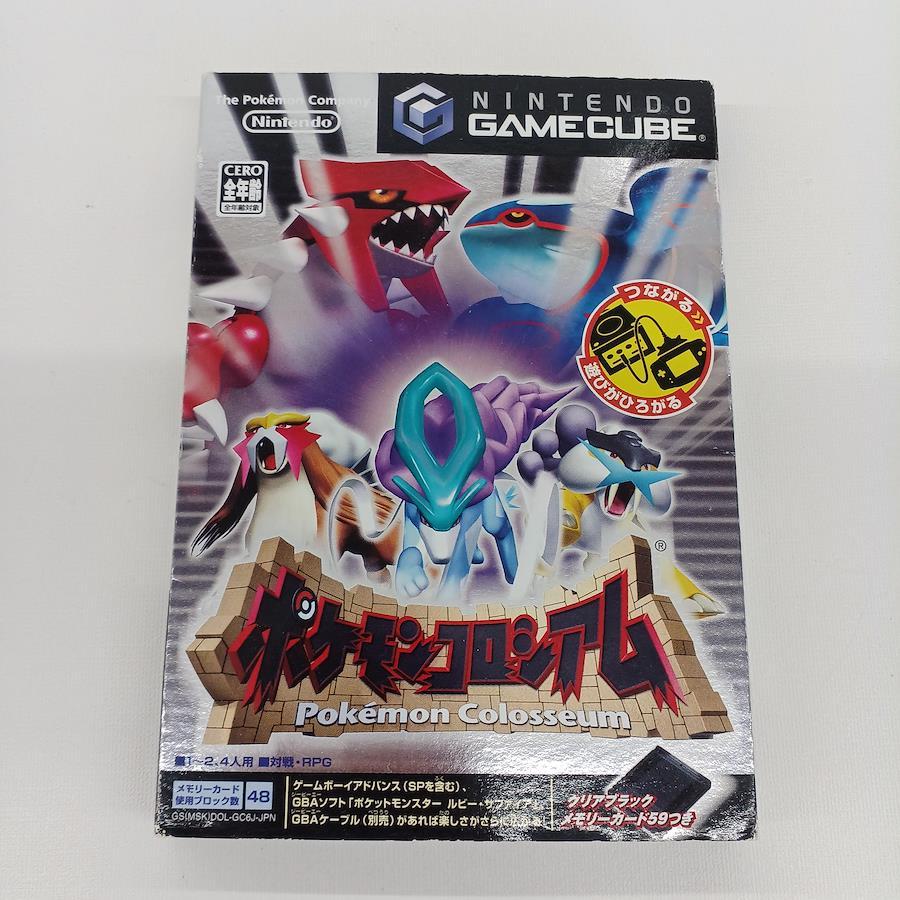 The Pokémon Company
Nintendo
NINTENDO
GAMECUBE®
CERO
全年齢
全年齢対象
つながる
遊びがひろがる
®
ポケモンコロシアム
Pokémon Colosseum
■1~2、4人用 ■対戦・RPG
メモリーカード
使用ブロック数
48
GS(MSK)DOL-GC6J-JPN
ゲームボーイアドバンス(SPを含む)、
GBAソフト「ポケットモンスター ルビー・サファイア」、
GBAケーブル(別売)があれば楽しさがさらに広がる!
クリアブラック
メモリーカード59つき